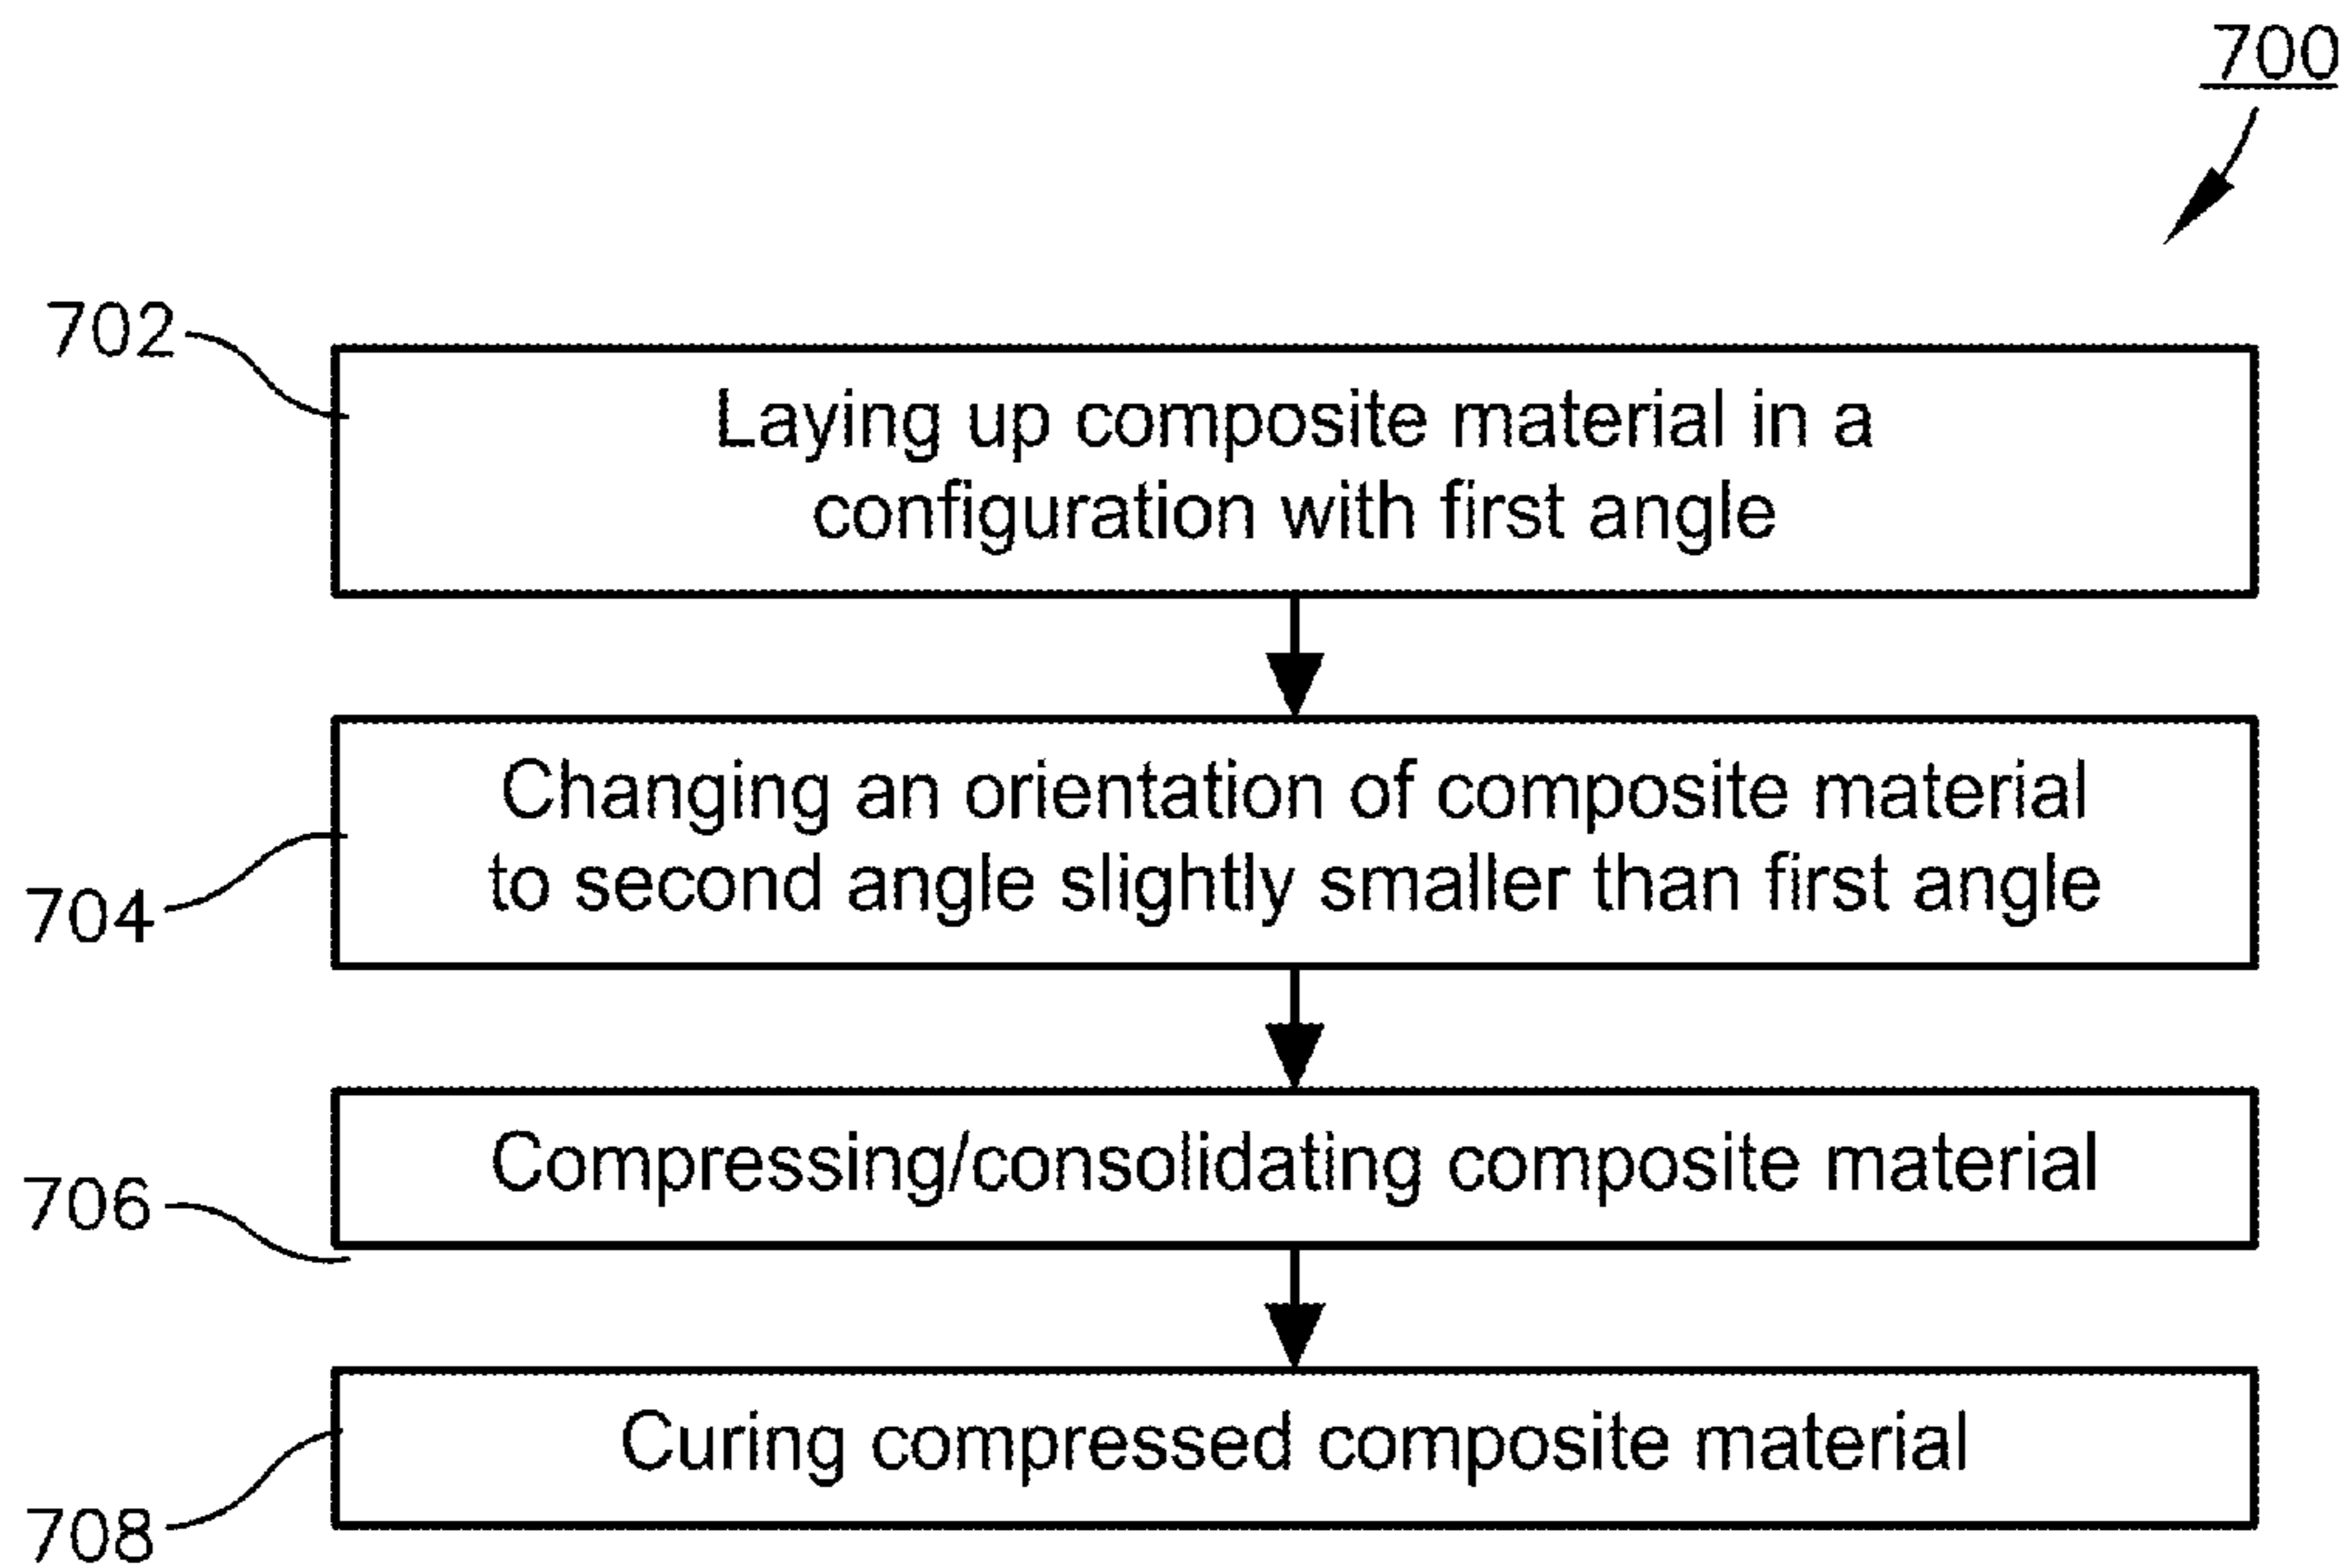 700
702
Laying up composite material in a
configuration with first angle
704
Changing an orientation of composite material
to second angle slightly smaller than first angle
706
Compressing/consolidating composite material
708
Curing compressed composite material